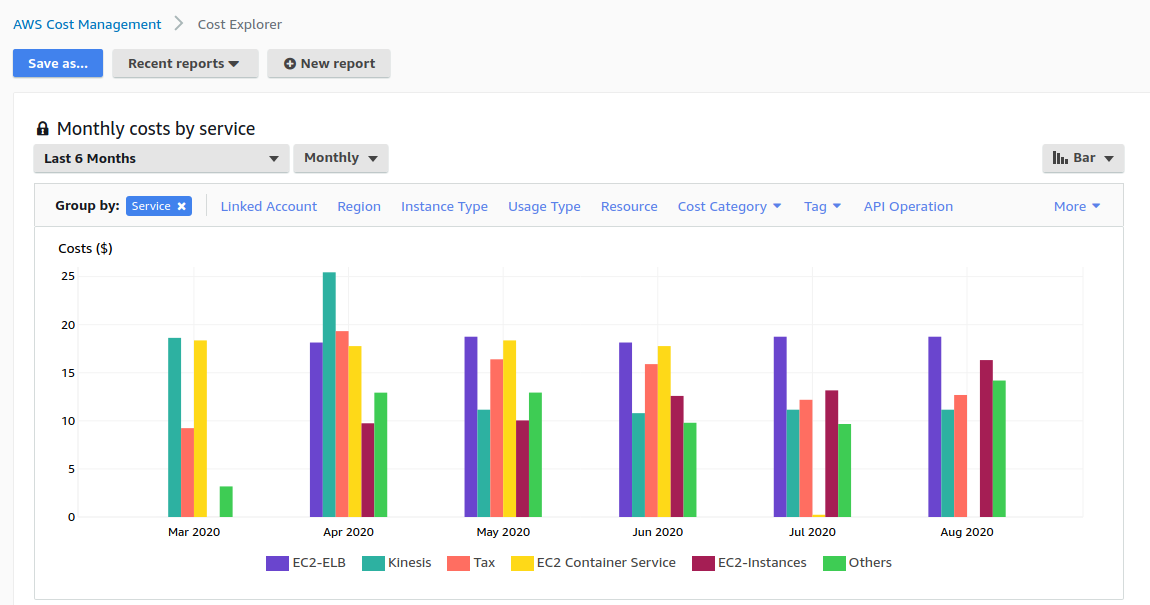 AWS Cost Management > Cost Explorer
Save as... Recent reports New report
Monthly costs by service
Last 6 Months Monthly Bar
Group by: Service × Linked Account Region Instance Type Usage Type Resource Cost Category Tag API Operation More
Costs ($)
25
20
15
10
5
0
Mar 2020 Apr 2020 May 2020 Jun 2020 Jul 2020 Aug 2020
EC2-ELB Kinesis Tax EC2 Container Service EC2-Instances Others